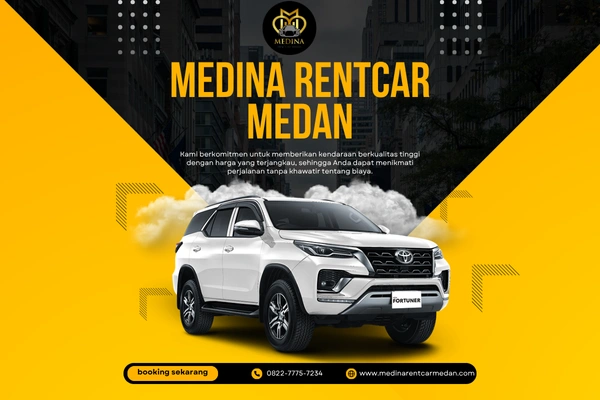 MEDINA
MEDINA RENTCAR
MEDAN
Kami berkomitmen untuk memberikan kendaraan berkualitas tinggi
dengan harga yang terjangkau, sehingga Anda dapat menikmati
perjalanan tanpa khawatir tentang biaya.
FORTUNER
booking sekarang
0822-7775-7234
www.medinarentcarmedan.com